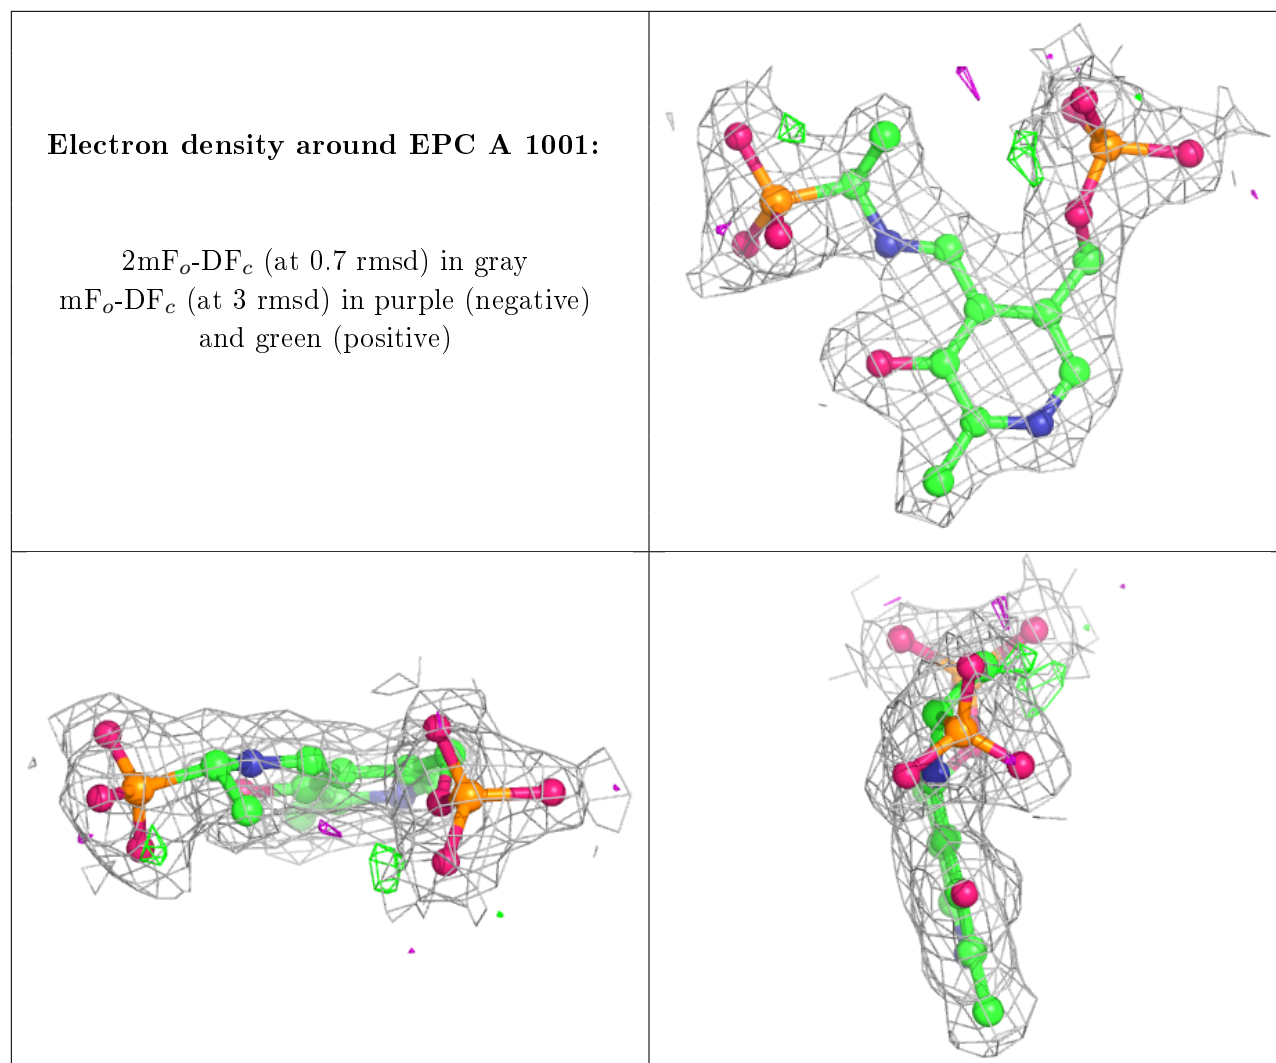 Electron density around EPC A 1001:
2mFo-DFc (at 0.7 rmsd) in gray
mFo-DFc (at 3 rmsd) in purple (negative)
and green (positive)